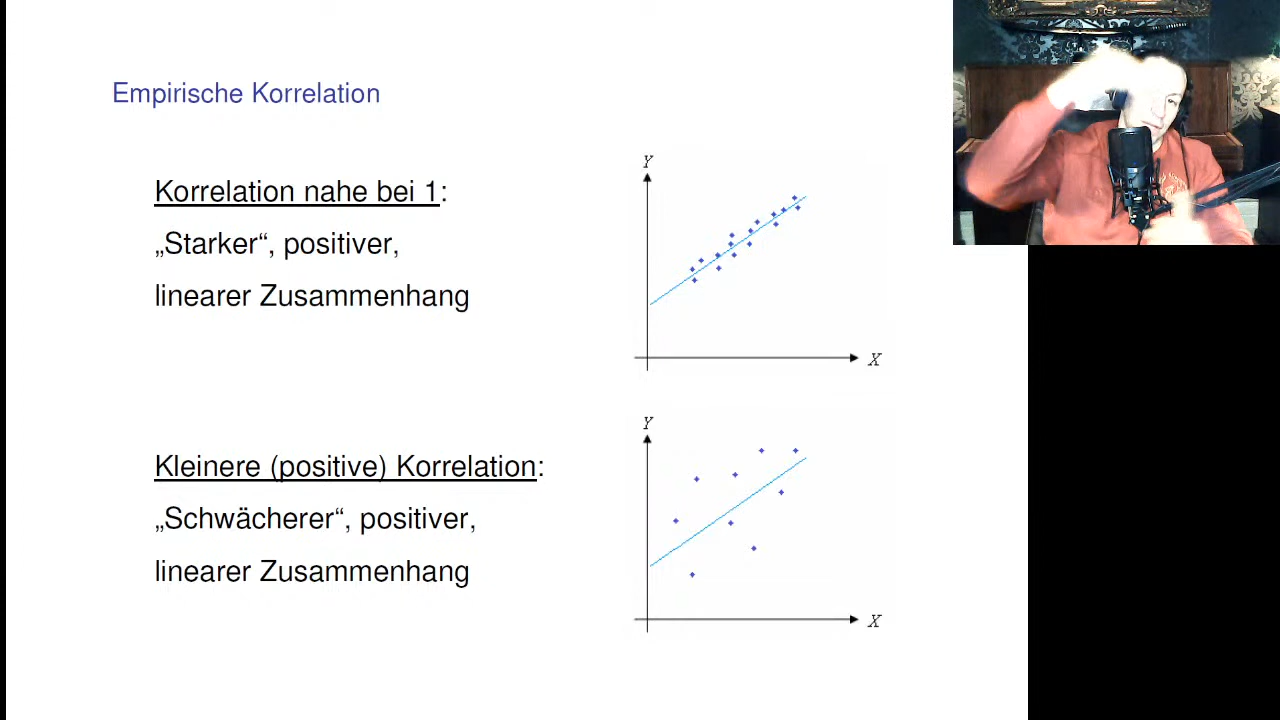 Empirische Korrelation
Korrelation nahe bei 1:
„Starker“, positiver,
linearer Zusammenhang
Y
X
Kleinere (positive) Korrelation:
„Schwächerer“, positiver,
linearer Zusammenhang
Y
X